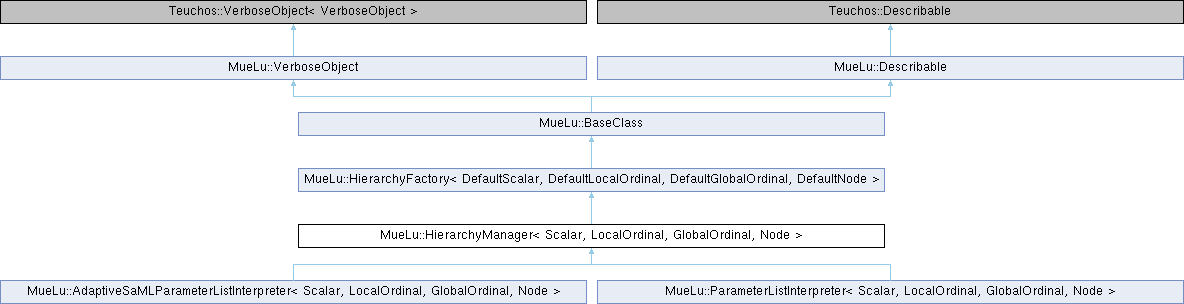 Teuchos::VerboseObject< VerboseObject >
Teuchos::Describable
MueLu::VerboseObject
MueLu::Describable
MueLu::BaseClass
MueLu::HierarchyFactory< DefaultScalar, DefaultLocalOrdinal, DefaultGlobalOrdinal, DefaultNode >
MueLu::HierarchyManager< Scalar, LocalOrdinal, GlobalOrdinal, Node >
MueLu::AdaptiveSaMLParameterListInterpreter< Scalar, LocalOrdinal, GlobalOrdinal, Node >
MueLu::ParameterListInterpreter< Scalar, LocalOrdinal, GlobalOrdinal, Node >